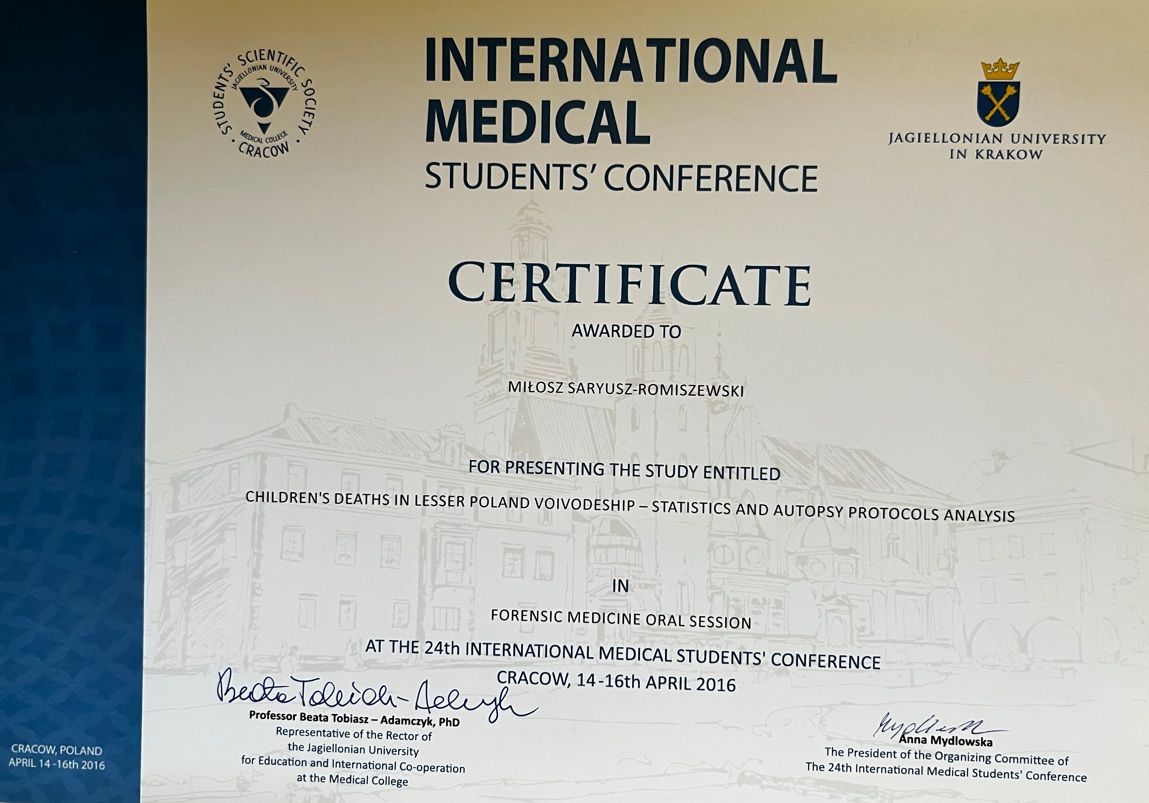 STUDENTS' SCIENTIFIC SOCIETY
JAGIELLONIAN UNIVERSITY
MEDICAL COLLEGE
• CRACOW •
INTERNATIONAL
MEDICAL
STUDENTS' CONFERENCE
JAGIELLONIAN UNIVERSITY
IN KRAKOW
CERTIFICATE
AWARDED TO
MIŁOSZ SARYUSZ-ROMISZEWSKI
FOR PRESENTING THE STUDY ENTITLED
CHILDREN'S DEATHS IN LESSER POLAND VOIVODESHIP – STATISTICS AND AUTOPSY PROTOCOLS ANALYSIS
IN
FORENSIC MEDICINE ORAL SESSION
AT THE 24th INTERNATIONAL MEDICAL STUDENTS' CONFERENCE
CRACOW, 14-16th APRIL 2016
Professor Beata Tobiasz – Adamczyk, PhD
Representative of the Rector of
the Jagiellonian University
for Education and International Co-operation
at the Medical College
Anna Mydlowska
The President of the Organizing Committee of
The 24th International Medical Students' Conference
CRACOW, POLAND
APRIL 14-16th 2016